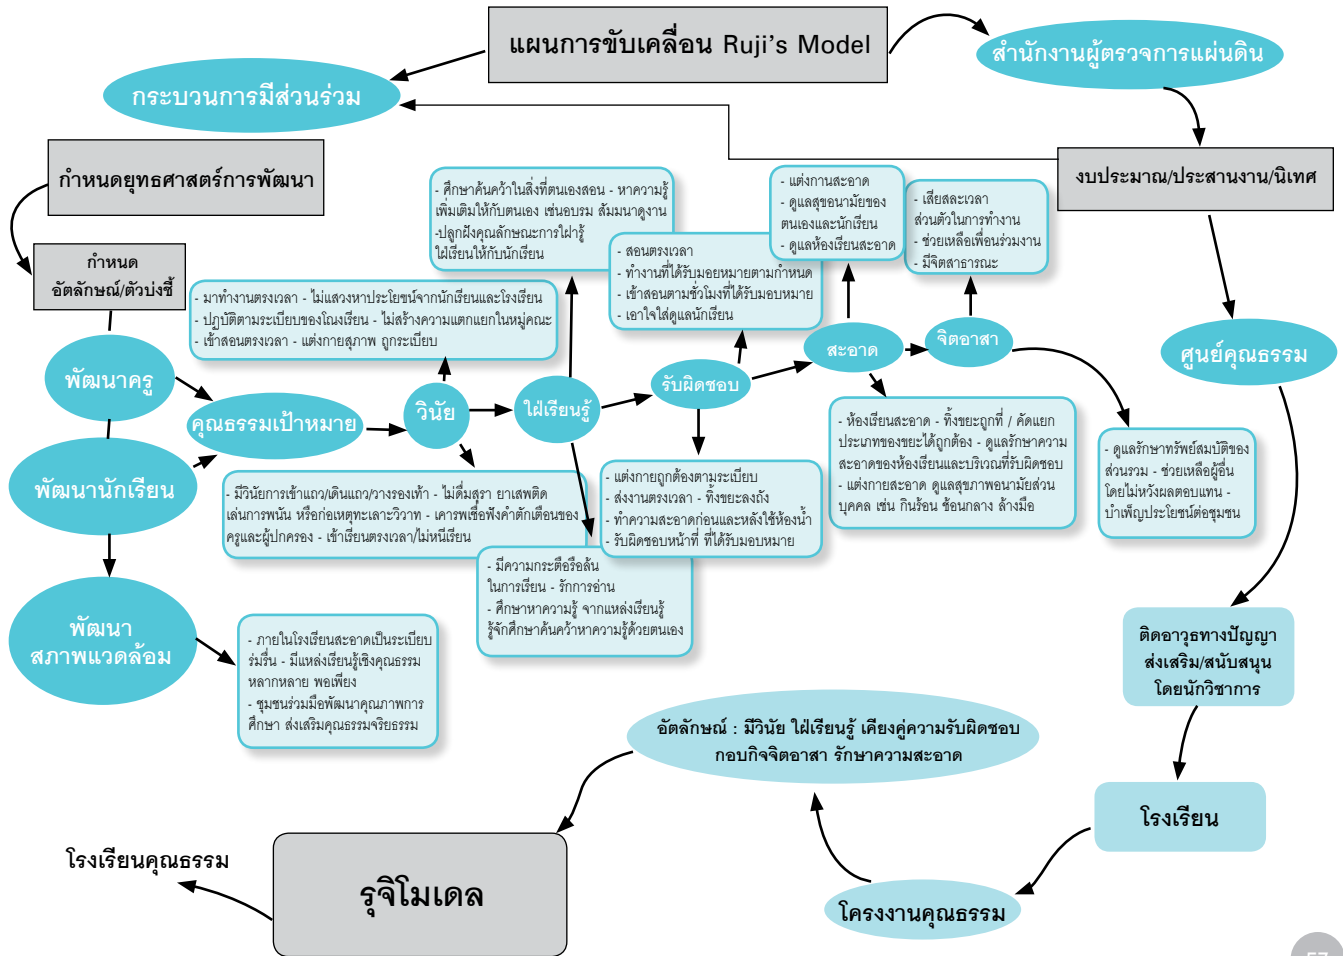 แผนการขับเคลื่อน Ruji's Model
สำนักงานผู้ตรวจการแผ่นดิน
กระบวนการมีส่วนร่วม
กำหนดยุทธศาสตร์การพัฒนา
งบประมาณ/ประสานงาน/นิเทศ
กำหนด
อัตลักษณ์/ตัวบ่งชี้
- ศึกษาค้นคว้าในสิ่งที่ตนเองสอน - หาความรู้
เพิ่มเติมให้กับตนเอง เช่นอบรม สัมมนาดูงาน
-ปลูกฝังคุณลักษณะการใฝ่รู้
ใฝ่เรียนให้กับนักเรียน
- แต่งกานสะอาด
- ดูแลสุขอนามัยของ
ตนเองและนักเรียน
- ดูแลห้องเรียนสะอาด
- เสียสละเวลา
ส่วนตัวในการทำงาน
- ช่วยเหลือเพื่อนร่วมงาน
- มีจิตสาธารณะ
- สอนตรงเวลา
- ทำงานที่ได้รับมอยหมายตามกำหนด
- เข้าสอนตามชั่วโมงที่ได้รับมอบหมาย
- เอาใจใส่ดูแลนักเรียน
- มาทำงานตรงเวลา - ไม่แสวงหาประโยขน์จากนักเรียนและโรงเรียน
- ปฏบัติตามระเบียบของโณงเรียน - ไม่สร้างความแตกแยกในหมู่คณะ
- เข้าสอนตรงเวลา - แต่งกายสุภาพ ถูกระเบียบ
พัฒนาครู
คุณธรรมเป้าหมาย
วินัย
ใฝ่เรียนรู้
รับผิดชอบ
สะอาด
จิตอาสา
ศูนย์คุณธรรม
พัฒนานักเรียน
- มีวินัยการเข้าแถว/เดินแถว/วางรองเท้า - ไม่ดื่มสุรา ยาเสพติด
เล่นการพนัน หรือก่อเหตุทะเลาะวิวาท - เคารพเชื่อฟังคำตักเตือนของ
ครูและผู้ปกครอง - เข้าเรียนตรงเวลา/ไม่หนีเรียน
- แต่งกายถูกต้องตามระเบียบ
- ส่งงานตรงเวลา - ทิ้งขยะลงถัง
- ทำความสะอาดก่อนและหลังใช้ห้องน้ำ
- รับผิดชอบหน้าที่ ที่ได้รับมอบหมาย
- ห้องเรียนสะอาด - ทิ้งขยะถูกที่ / คัดแยก
ประเภทของขยะได้ถูกต้อง - ดูแลรักษาความ
สะอาดของห้องเรียนและบริเวณที่รับผิดชอบ
- แต่งกายสะอาด ดูแลสุขภาพอนามัยส่วน
บุคคล เช่น กินร้อน ช้อนกลาง ล้างมือ
- ดูแลรักษาทรัพย์สมบัติของ
ส่วนรวม - ช่วยเหลือผู้อื่น
โดยไม่หวังผลตอบแทน -
บำเพ็ญประโยชน์ต่อชุมชน
- มีความกระตือรือล้น
ในการเรียน - รักการอ่าน
- ศึกษาหาความรู้ จากแหล่งเรียนรู้
รู้จักศึกษาค้นคว้าหาความรู้ด้วยตนเอง
พัฒนา
สภาพแวดล้อม
- ภายในโรงเรียนสะอาดเป็นระเบียบ
ร่มรื่น - มีแหล่งเรียนรู้เชิงคุณธรรม
หลากหลาย พอเพียง
- ชุมชนร่วมมือพัฒนาคุณภาพการ
ศึกษา ส่งเสริมคุณธรรมจริยธรรม
ติดอาวุธทางปัญญา
ส่งเสริม/สนับสนุน
โดยนักวิชาการ
อัตลักษณ์ : มีวินัย ใฝ่เรียนรู้ เคียงคู่ความรับผิดชอบ
กอบกิจจิตอาสา รักษาความสะอาด
โรงเรียน
โครงงานคุณธรรม
รุจิโมเดล
โรงเรียนคุณธรรม
57